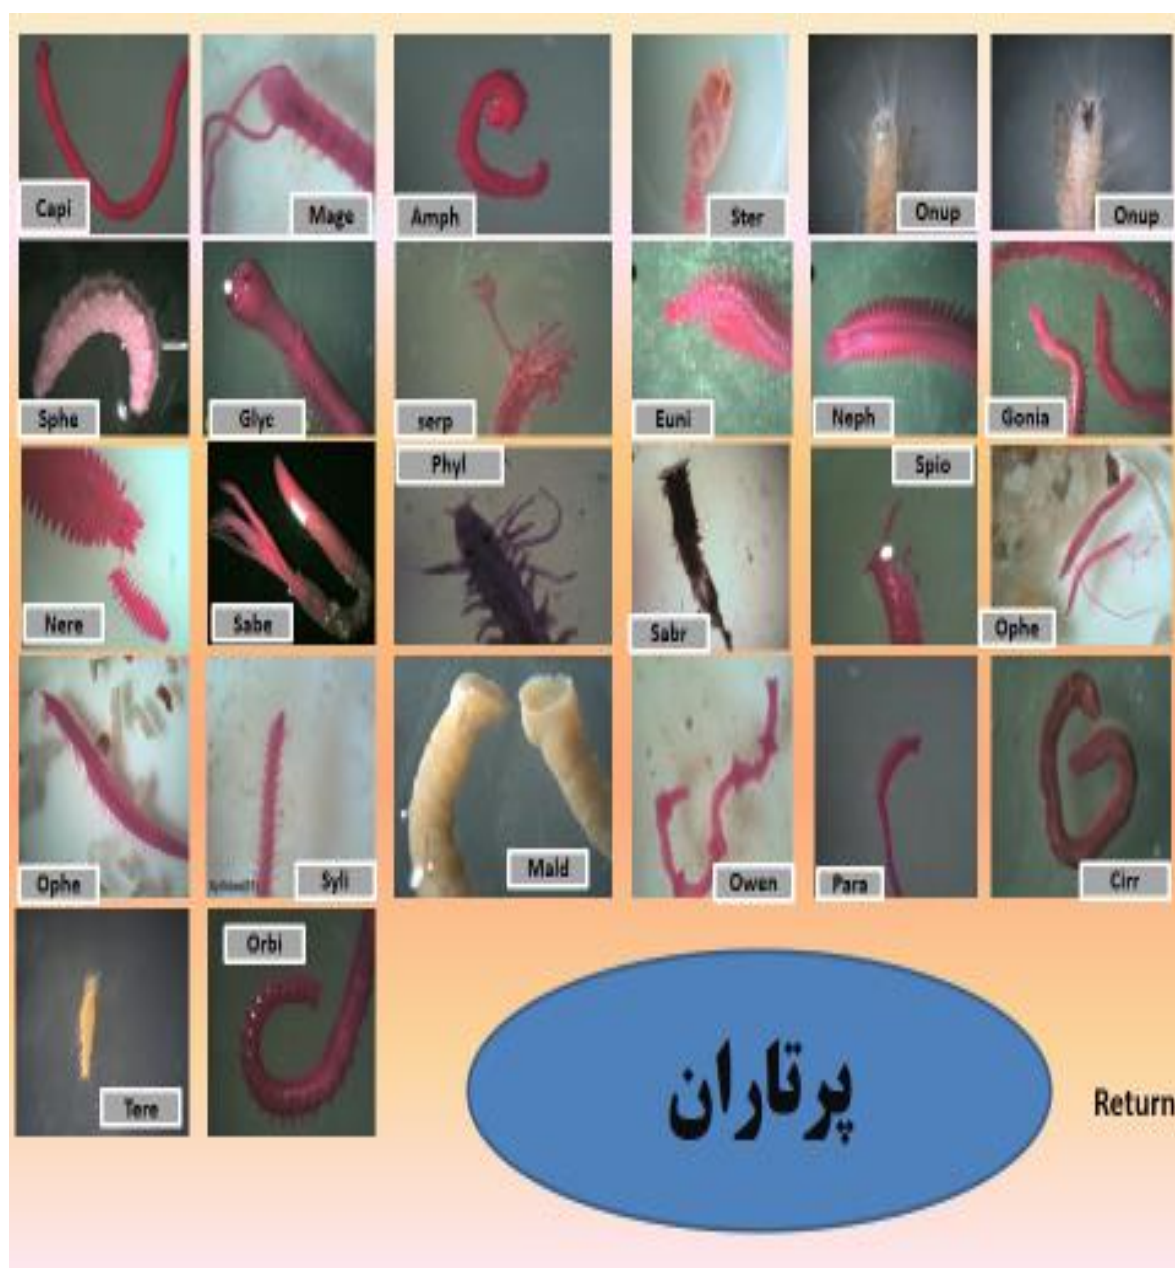 Capi
Mage
Amph
Ster
Onup
Onup
Sphe
Glyc
serp
Euni
Neph
Gonia
Nere
Sabe
Phyl
Sabr
Spio
Ophe
Ophe
Syli
Mald
Owen
Para
Cirr
Tere
Orbi
پرتاران
Return